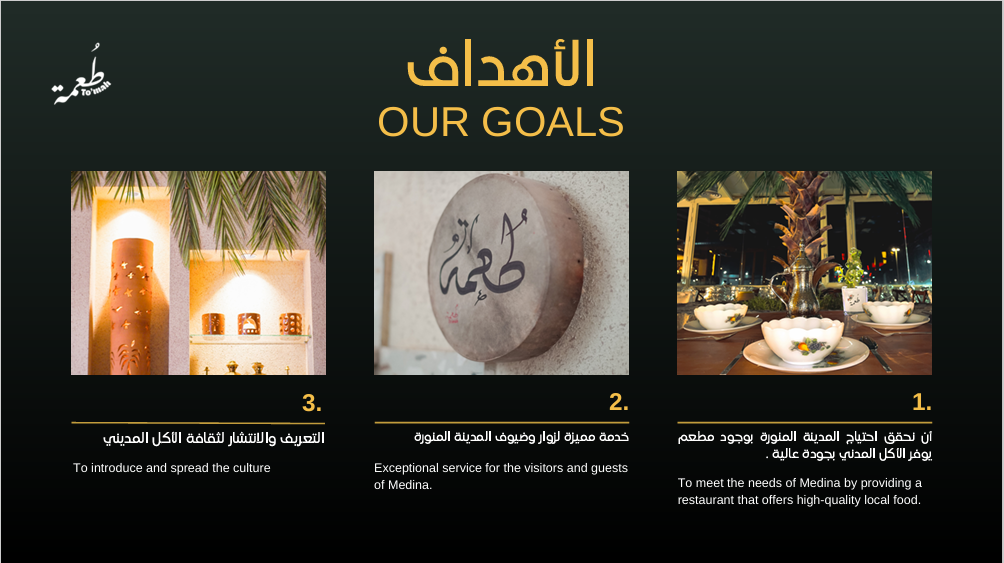 طُعمة
To'mah
الأهداف
OUR GOALS
طُعمة
1.
ان نحقق احتياج المدينة المنورة بوجود مطعم
يوفر الاكل المدني بجودة عالية .
To meet the needs of Medina by providing a
restaurant that offers high-quality local food.
2.
خدمة مميزة لزوار وضيوف المدينة المنورة
Exceptional service for the visitors and guests
of Medina.
3.
التعريف والانتشار لثقافة الاكل المديني
To introduce and spread the culture